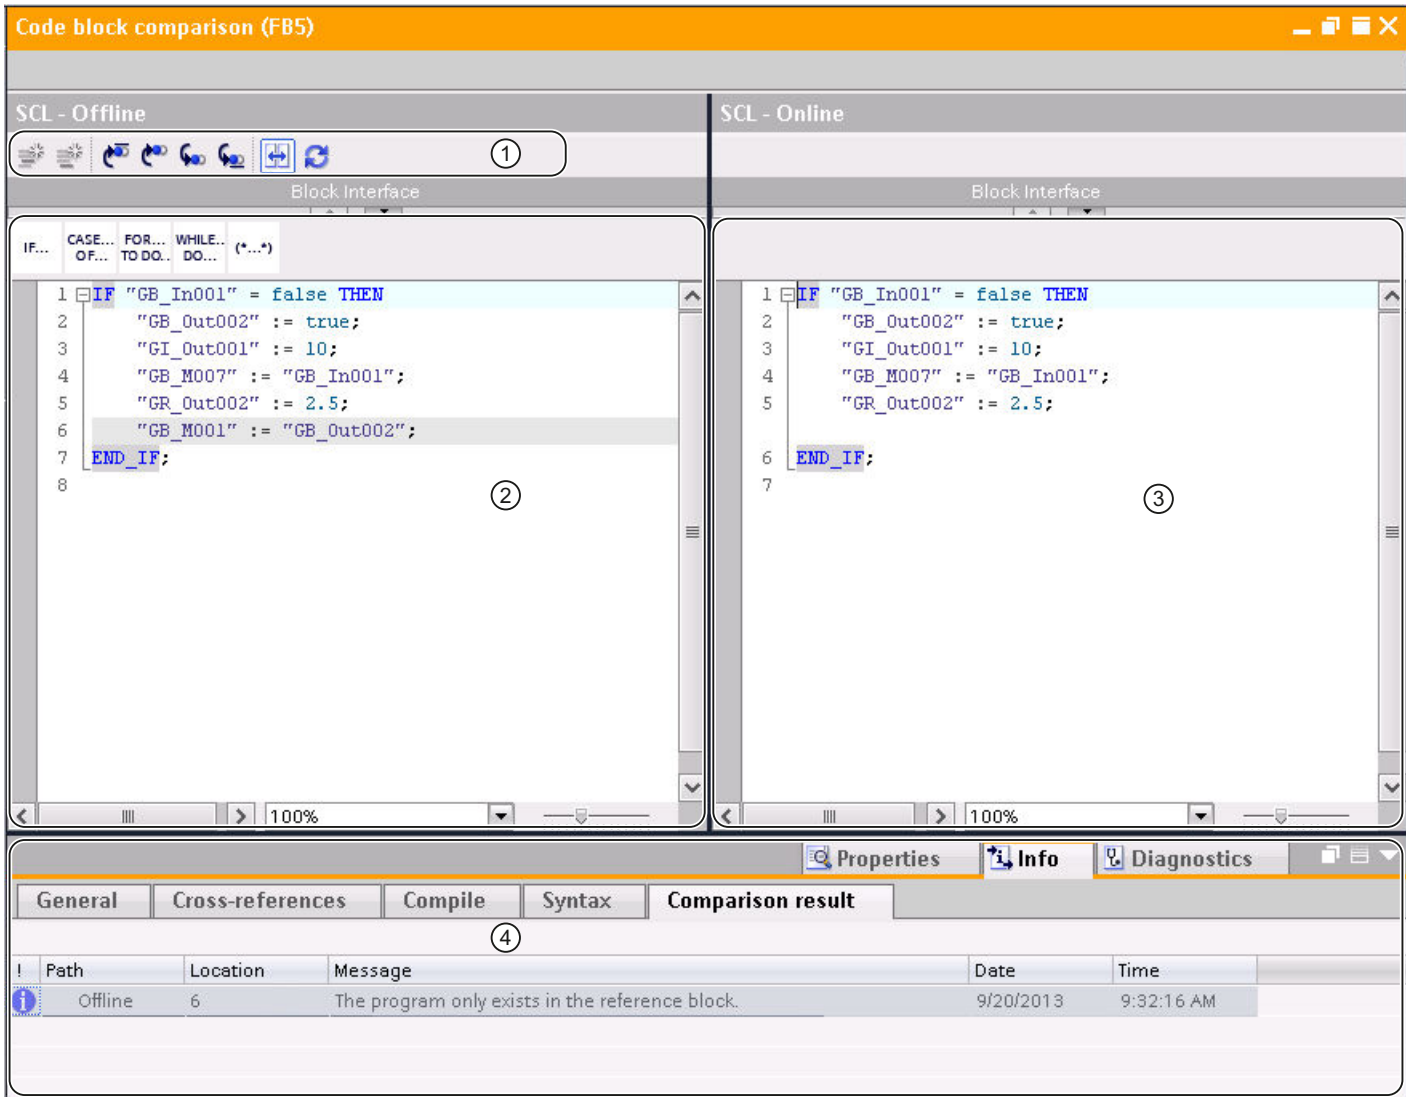 Code block comparison (FB5)
SCL - Offline
SCL - Online
①
Block Interface
Block Interface
IF... CASE... OF... FOR... TO DO.. WHILE.. DO... (*...*)
1 IF "GB_In001" = false THEN
2 "GB_Out002" := true;
3 "GI_Out001" := 10;
4 "GB_M007" := "GB_In001";
5 "GR_Out002" := 2.5;
6 "GB_M001" := "GB_Out002";
7 END_IF;
8
②
1 IF "GB_In001" = false THEN
2 "GB_Out002" := true;
3 "GI_Out001" := 10;
4 "GB_M007" := "GB_In001";
5 "GR_Out002" := 2.5;
6 END_IF;
7
③
100%
100%
Properties Info Diagnostics
General Cross-references Compile Syntax Comparison result
④
! Path Location Message Date Time
Offline 6 The program only exists in the reference block. 9/20/2013 9:32:16 AM